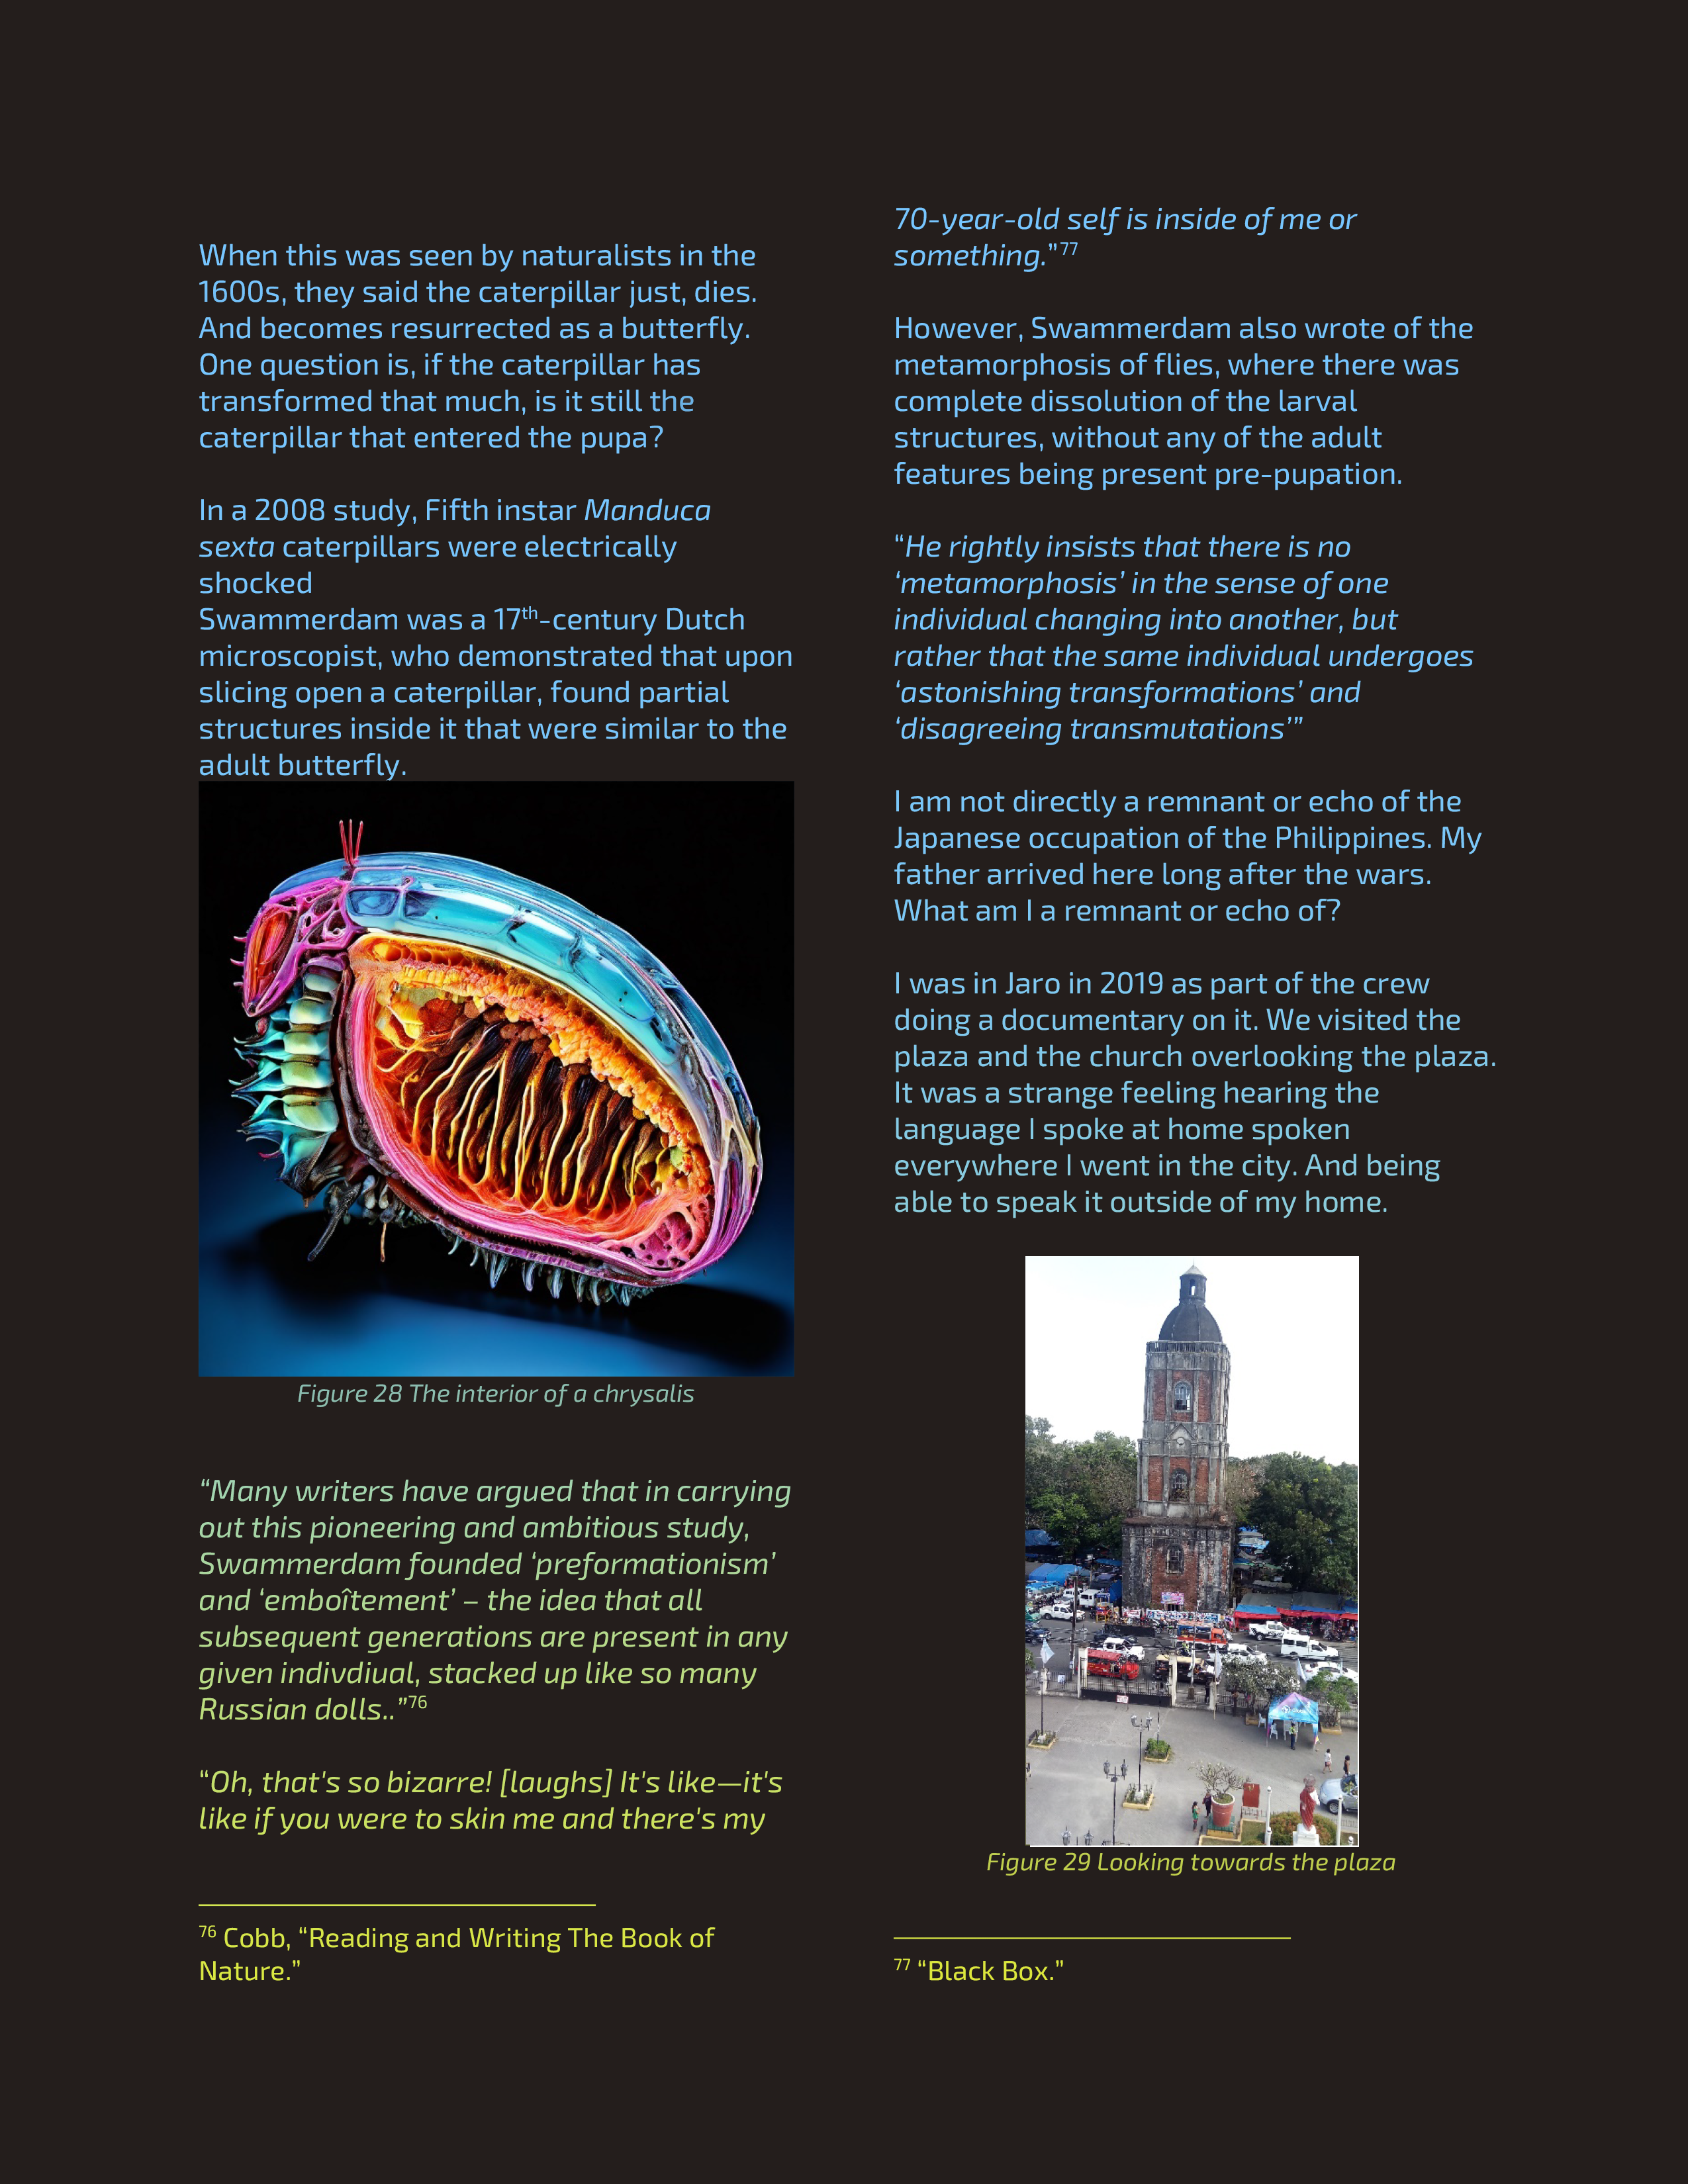 When this was seen by naturalists in the
1600s, they said the caterpillar just, dies.
And becomes resurrected as a butterfly.
One question is, if the caterpillar has
transformed that much, is it still the
caterpillar that entered the pupa?
In a 2008 study, Fifth instar Manduca
sexta caterpillars were electrically
shocked
Swammerdam was a 17th-century Dutch
microscopist, who demonstrated that upon
slicing open a caterpillar, found partial
structures inside it that were similar to the
adult butterfly.
Figure 28 The interior of a chrysalis
“Many writers have argued that in carrying
out this pioneering and ambitious study,
Swammerdam founded ‘preformationism’
and ‘emboîtement’ – the idea that all
subsequent generations are present in any
given indivdiual, stacked up like so many
Russian dolls..”76
“Oh, that's so bizarre! [laughs] It's like—it's
like if you were to skin me and there's my
76 Cobb, “Reading and Writing The Book of
Nature.”
70-year-old self is inside of me or
something.”77
However, Swammerdam also wrote of the
metamorphosis of flies, where there was
complete dissolution of the larval
structures, without any of the adult
features being present pre-pupation.
“He rightly insists that there is no
‘metamorphosis’ in the sense of one
individual changing into another, but
rather that the same individual undergoes
‘astonishing transformations’ and
‘disagreeing transmutations’”
I am not directly a remnant or echo of the
Japanese occupation of the Philippines. My
father arrived here long after the wars.
What am I a remnant or echo of?
I was in Jaro in 2019 as part of the crew
doing a documentary on it. We visited the
plaza and the church overlooking the plaza.
It was a strange feeling hearing the
language I spoke at home spoken
everywhere I went in the city. And being
able to speak it outside of my home.
Figure 29 Looking towards the plaza
77 “Black Box.”